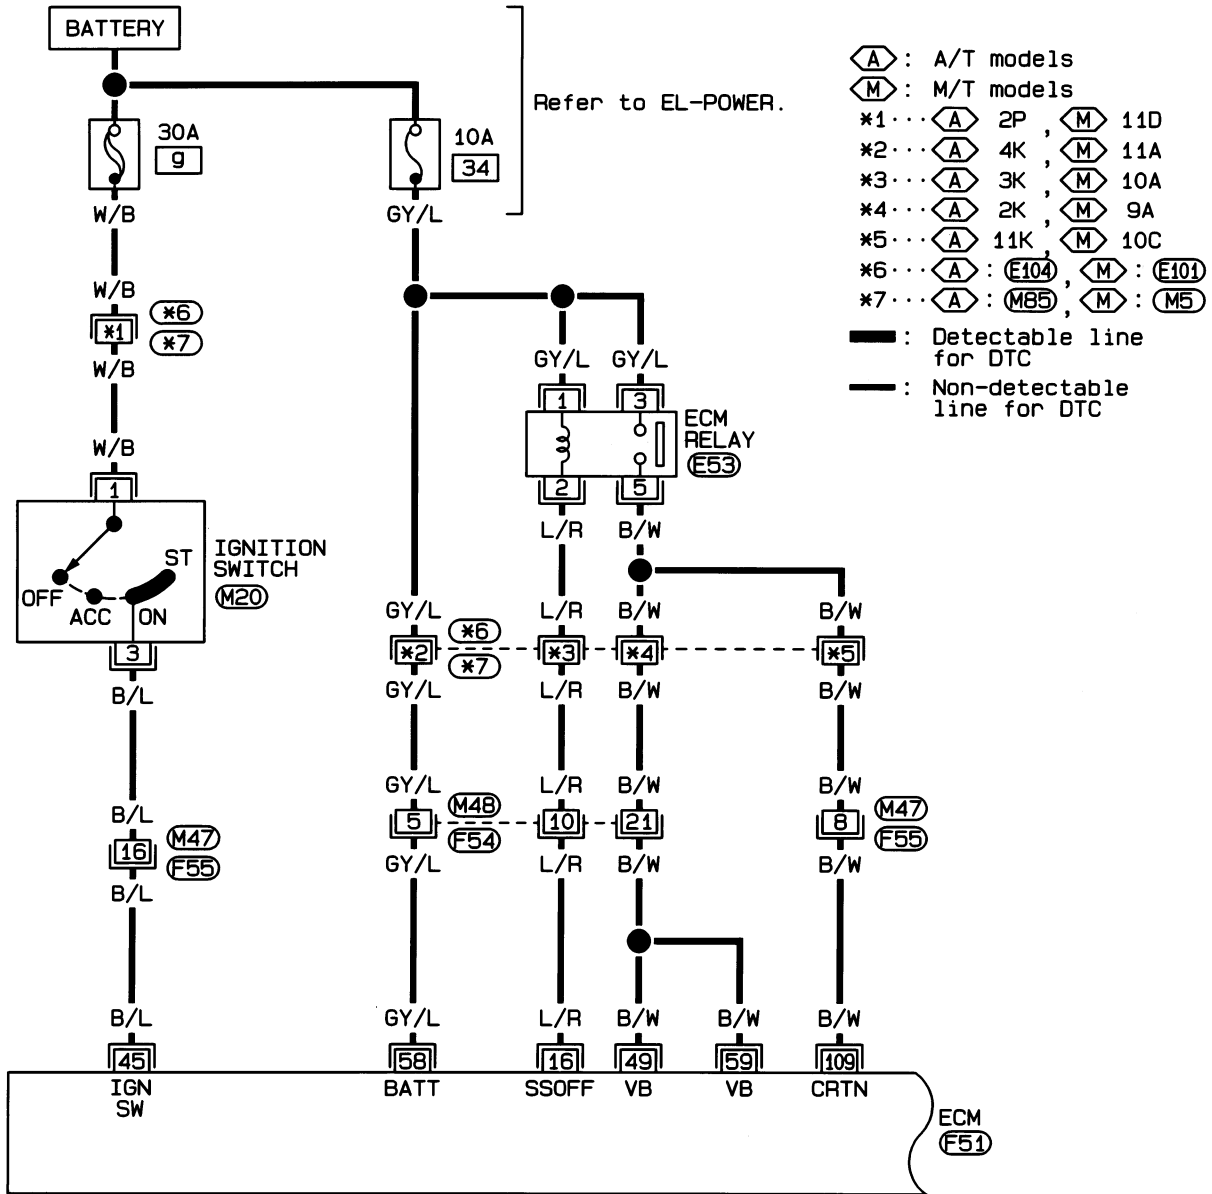 BATTERY
Refer to EL-POWER.
30A
9
10A
34
W/B
GY/L
W/B
*1
*6
*7
W/B
W/B
GY/L
GY/L
1
3
ECM
RELAY
E53
2
5
L/R
B/W
1
OFF
ACC
ON
ST
IGNITION
SWITCH
M20
3
B/L
GY/L
L/R
B/W
B/W
*2
*6
*7
*3
*4
*5
GY/L
L/R
B/W
B/W
B/L
GY/L
L/R
B/W
B/W
16
M47
F55
5
M48
F54
10
21
8
M47
F55
B/L
GY/L
L/R
B/W
B/W
B/L
GY/L
L/R
B/W
B/W
B/W
45
58
16
49
59
109
IGN
SW
BATT
SSOFF
VB
VB
CRTN
ECM
F51
A : A/T models
M : M/T models
*1··· A 2P , M 11D
*2··· A 4K , M 11A
*3··· A 3K , M 10A
*4··· A 2K , M 9A
*5··· A 11K , M 10C
*6··· A : E104 , M : E101
*7··· A : M85 , M : M5
: Detectable line
for DTC
: Non-detectable
line for DTC